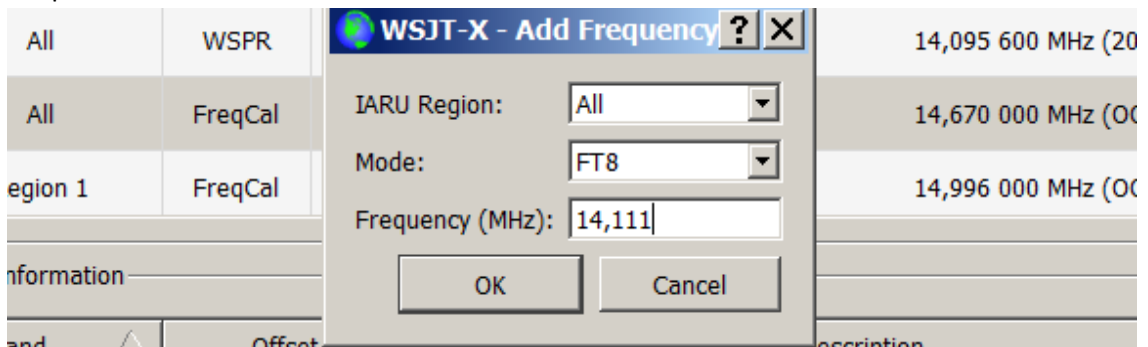 All WSPR WSJT-X - Add Frequency ? X 14,095 600 MHz (20
All FreqCal IARU Region: All 14,670 000 MHz (OC
Mode: FT8
egion 1 FreqCal 14,996 000 MHz (OC
Frequency (MHz): 14,111
nformation OK Cancel
Offset